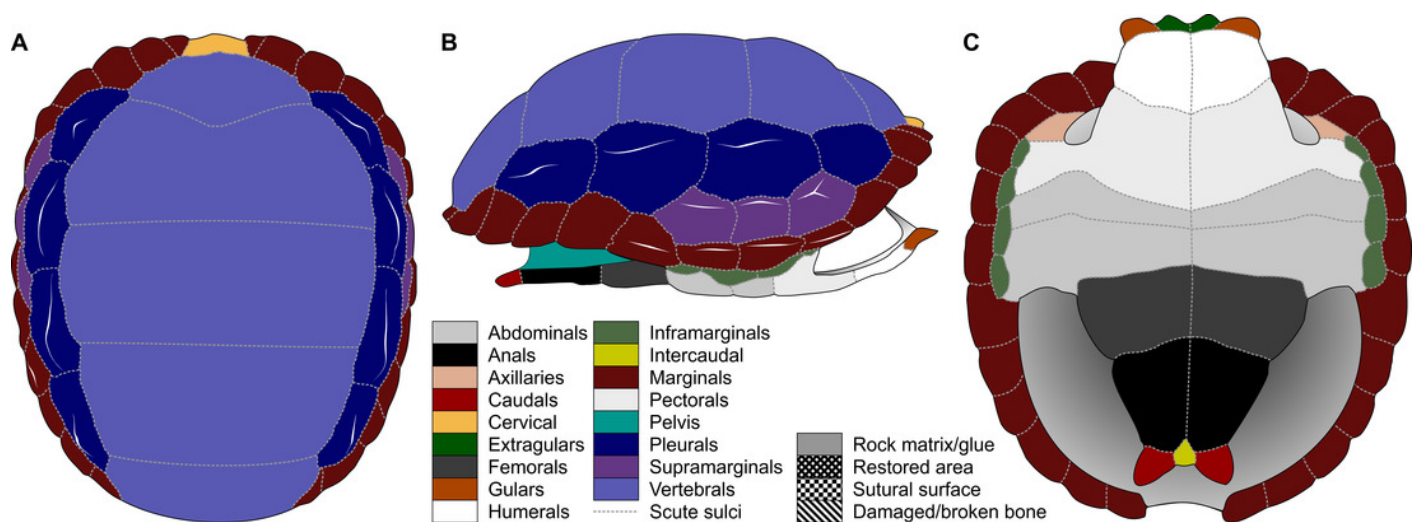 A
B
C
Abdominals
Anals
Axillaries
Caudals
Cervical
Extragulars
Femorals
Gulars
Humerals
Inframarginals
Intercaudal
Marginals
Pectorals
Pelvis
Pleurals
Supramarginals
Vertebrals
Scute sulci
Rock matrix/glue
Restored area
Sutural surface
Damaged/broken bone